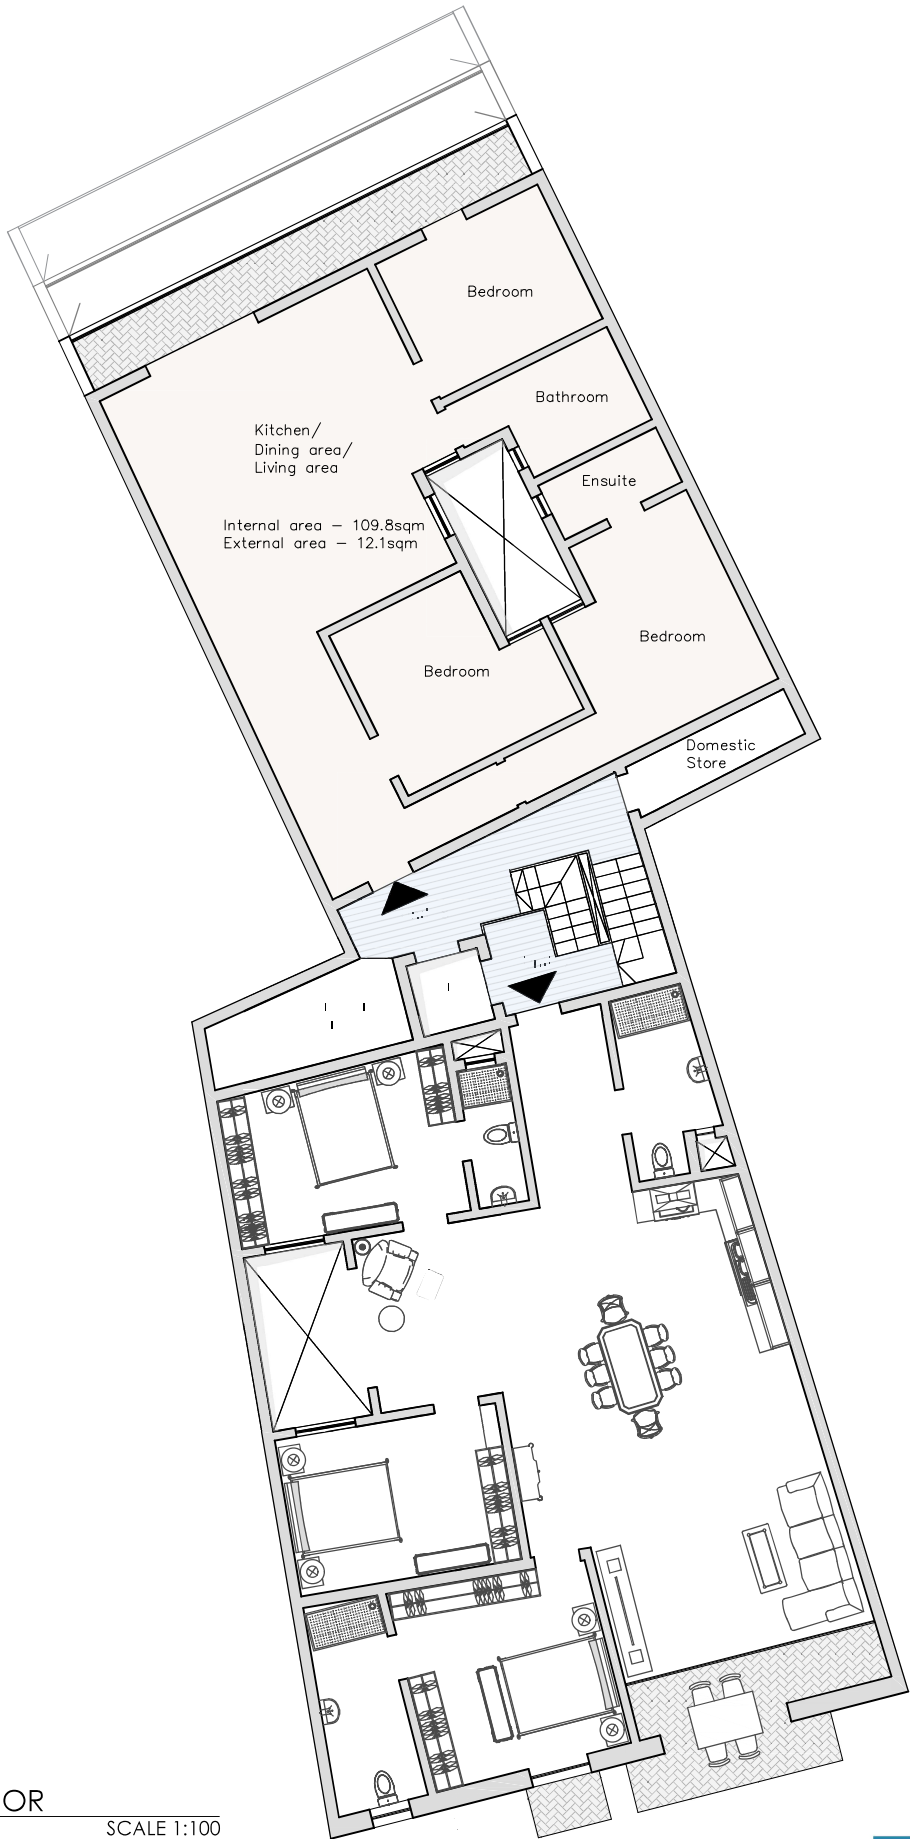 Bedroom
Bathroom
Kitchen/
Dining area/
Living area
Ensuite
Internal area – 109.8sqm
External area – 12.1sqm
Bedroom
Bedroom
Domestic
Store
OR
SCALE 1:100